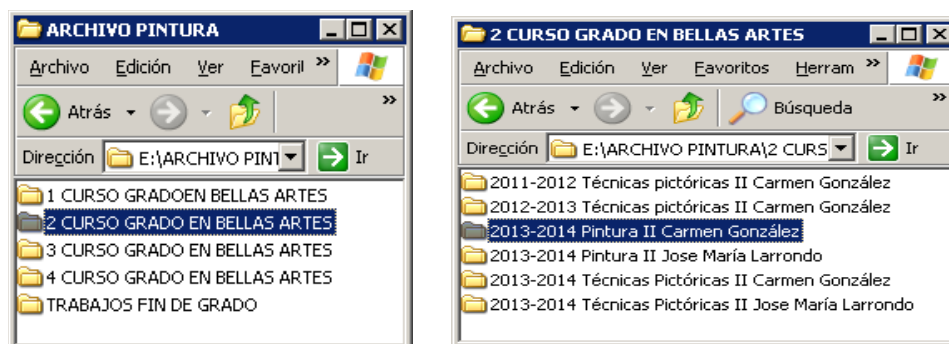 ARCHIVO PINTURA
Archivo Edición Ver Favorit »
Atrás »
Dirección E:\ARCHIVO PINT Ir
1 CURSO GRADOEN BELLAS ARTES
2 CURSO GRADO EN BELLAS ARTES
3 CURSO GRADO EN BELLAS ARTES
4 CURSO GRADO EN BELLAS ARTES
TRABAJOS FIN DE GRADO
2 CURSO GRADO EN BELLAS ARTES
Archivo Edición Ver Favoritos Herram »
Atrás Búsqueda »
Dirección E:\ARCHIVO PINTURA\2 CURS Ir
2011-2012 Técnicas pictóricas II Carmen González
2012-2013 Técnicas pictóricas II Carmen González
2013-2014 Pintura II Carmen González
2013-2014 Pintura II Jose María Larrondo
2013-2014 Técnicas Pictóricas II Carmen González
2013-2014 Técnicas Pictóricas II Jose María Larrondo